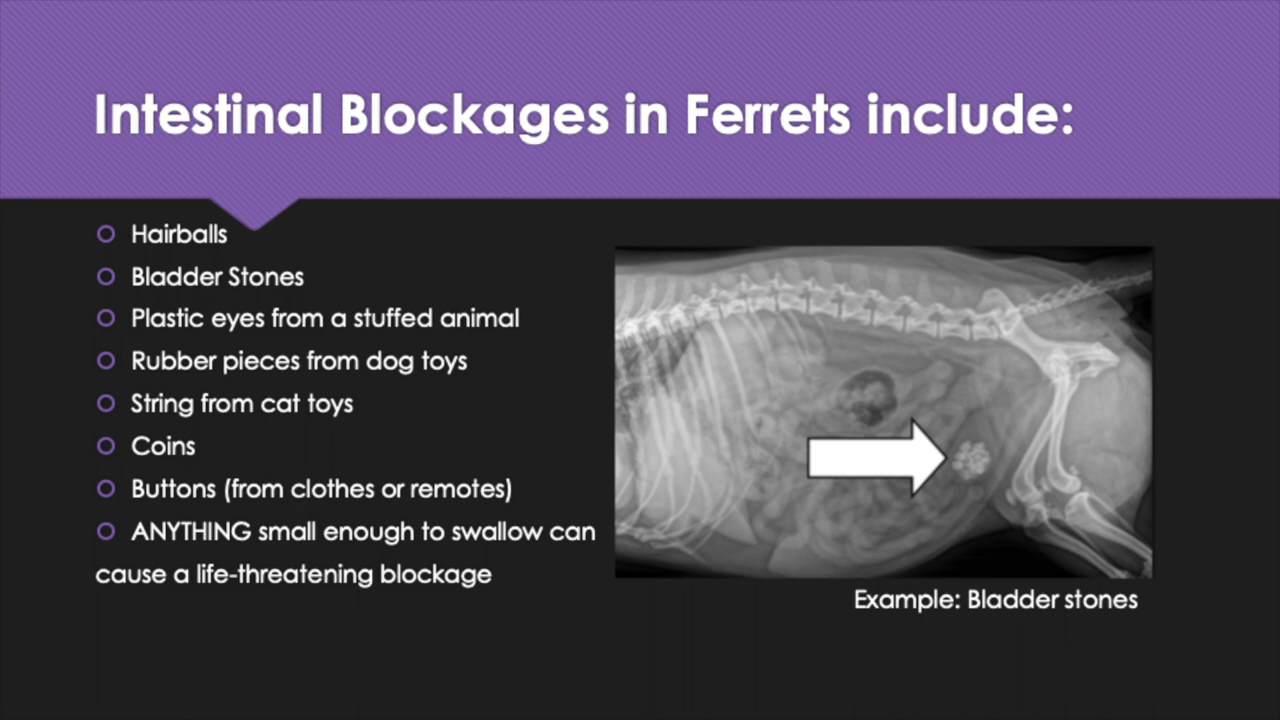 Intestinal Blockages in Ferrets include:
Hairballs
Bladder Stones
Plastic eyes from a stuffed animal
Rubber pieces from dog toys
String from cat toys
Coins
Buttons (from clothes or remotes)
ANYTHING small enough to swallow can
cause a life-threatening blockage
Example: Bladder stones